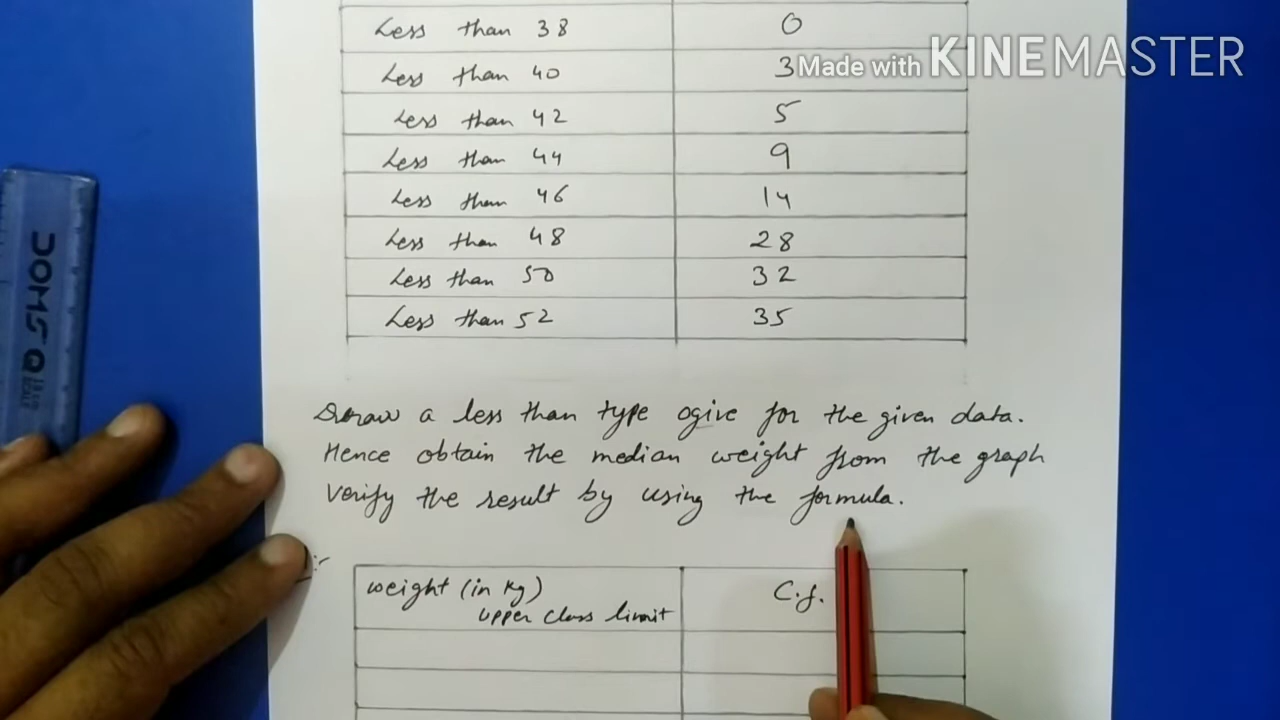 Less than 38 0
Made with KINEMASTER
Less than 40 3
Less than 42 5
Less than 44 9
Less than 46 14
Less than 48 28
Less than 50 32
Less than 52 35
Draw a less than type ogive for the given data.
Hence obtain the median weight from the graph
Verify the result by using the formula.
weight (in kg) C.f.
upper class limit
DOMS